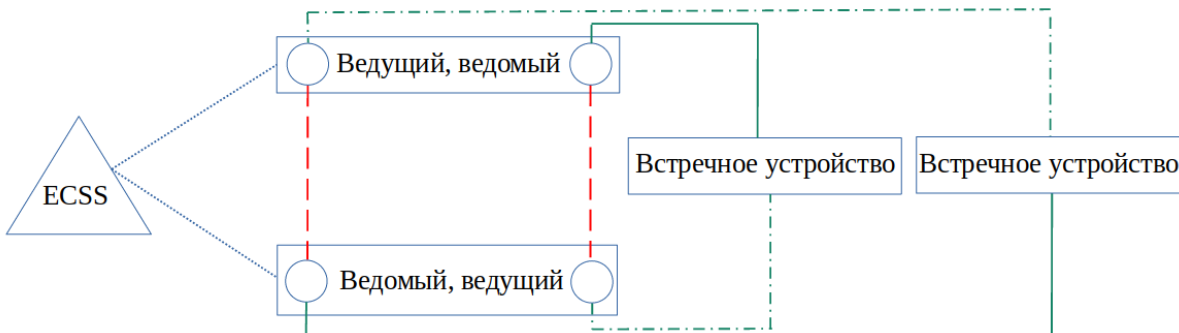 Ведущий, ведомый
Встречное устройство
Встречное устройство
ECSS
Ведомый, ведущий